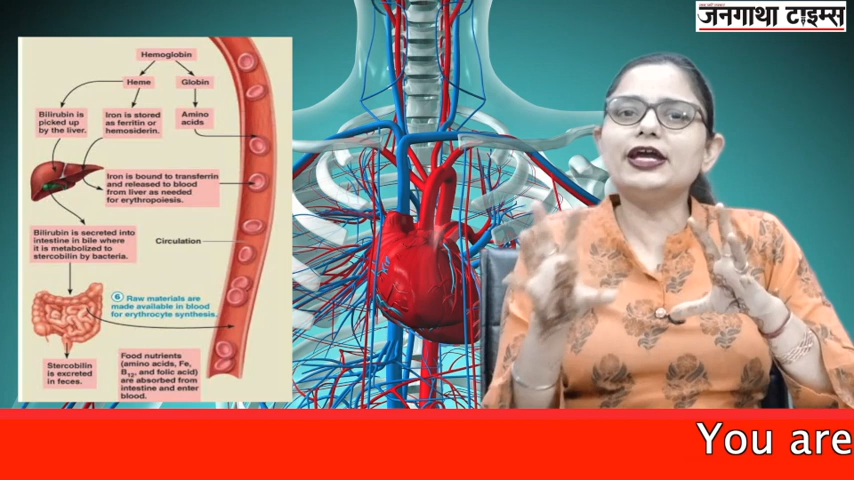 जनगाथा टाइम्स
Hemoglobin
Heme
Globin
Bilirubin is
picked up
by the liver.
Iron is stored
as ferritin or
hemosiderin.
Amino
acids
Iron is bound to transferrin
and released to blood
from liver as needed
for erythropoiesis.
Bilirubin is secreted into
intestine in bile where
it is metabolized to
stercobilin by bacteria.
Circulation
6 Raw materials are
made available in blood
for erythrocyte synthesis.
Stercobilin
is excreted
in feces.
Food nutrients
(amino acids, Fe,
B12, and folic acid)
are absorbed from
intestine and enter
blood.
You are